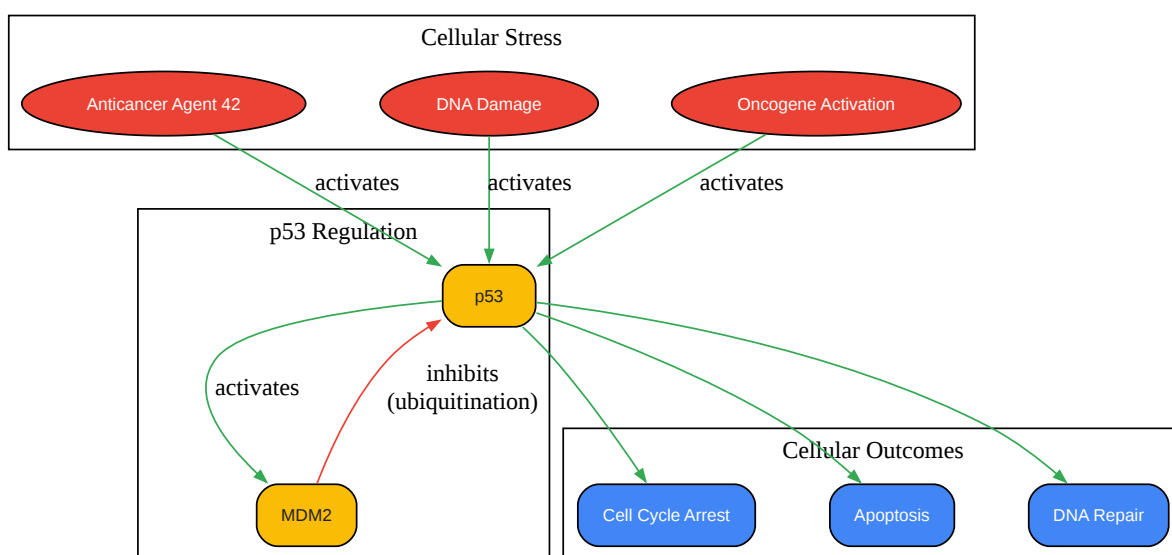 Cellular Stress
Anticancer Agent 42
DNA Damage
Oncogene Activation
activates
activates
activates
p53 Regulation
p53
activates
inhibits
(ubiquitination)
Cellular Outcomes
MDM2
Cell Cycle Arrest
Apoptosis
DNA Repair